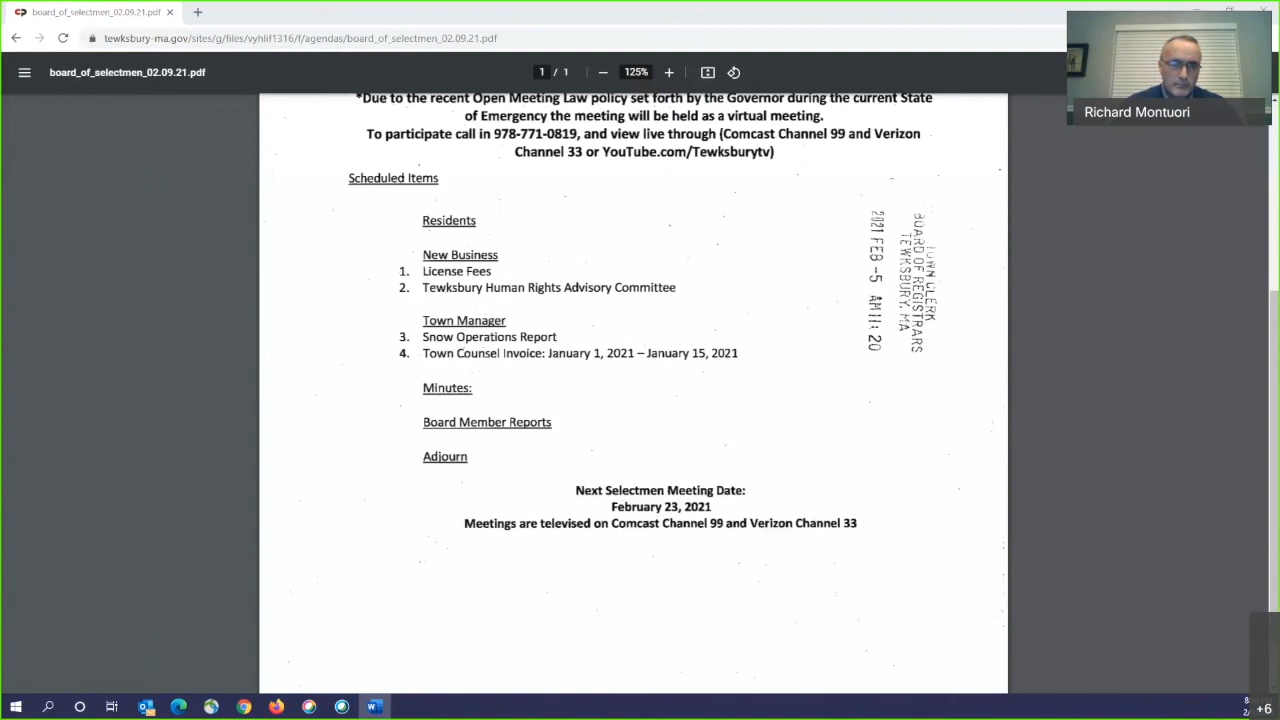 board_of_selectmen_02.09.21.pdf
tewksbury-ma.gov/sites/g/files/vyhlif1316/f/agendas/board_of_selectmen_02.09.21.pdf
board_of_selectmen_02.09.21.pdf
1 / 1
125%
Richard Montuori
*Due to the recent Open Meeting Law policy set forth by the Governor during the current State
of Emergency the meeting will be held as a virtual meeting.
To participate call in 978-771-0819, and view live through (Comcast Channel 99 and Verizon
Channel 33 or YouTube.com/Tewksburytv)
Scheduled Items
Residents
New Business
1. License Fees
2. Tewksbury Human Rights Advisory Committee
Town Manager
3. Snow Operations Report
4. Town Counsel Invoice: January 1, 2021 – January 15, 2021
Minutes:
Board Member Reports
Adjourn
Next Selectmen Meeting Date:
February 23, 2021
Meetings are televised on Comcast Channel 99 and Verizon Channel 33
TOWN CLERK
BOARD OF REGISTRARS
TEWKSBURY, MA
2021 FEB -5 AM 11:20
+6